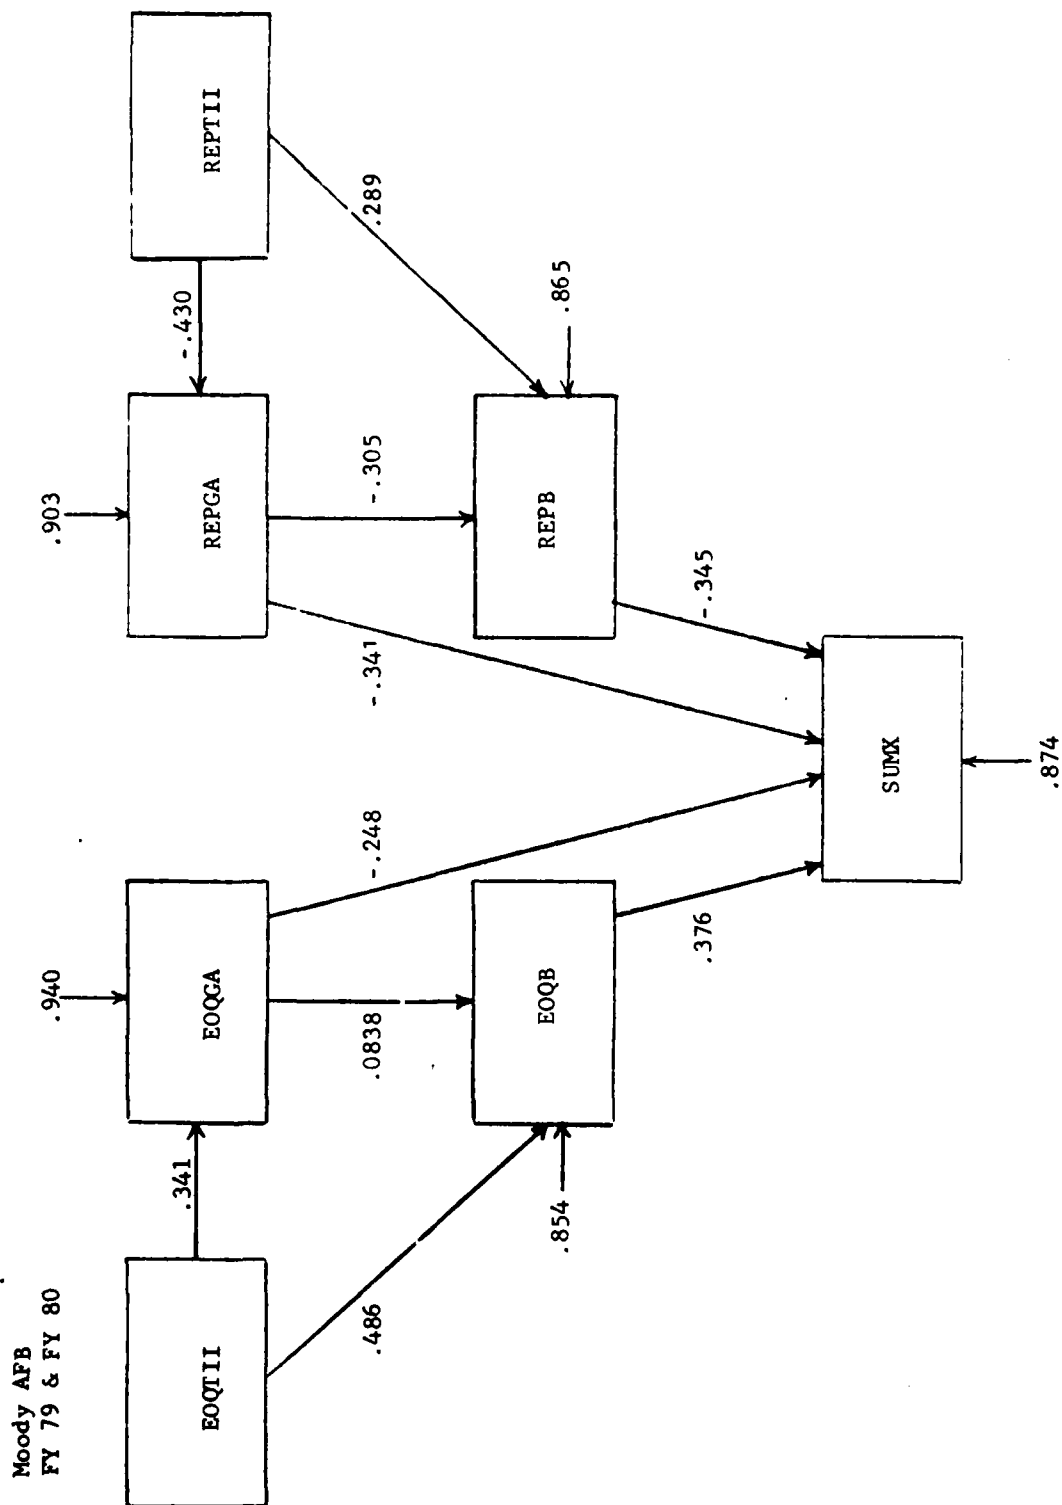 Moody AFB
FY 79 & FY 80
.940
.903
.341
-.430
EOQTII
EOQGA
REPGA
REPTII
.486
.0838
-.248
-.341
-.305
.289
.854
EOQB
REPB
.865
.376
-.345
SUMX
.874